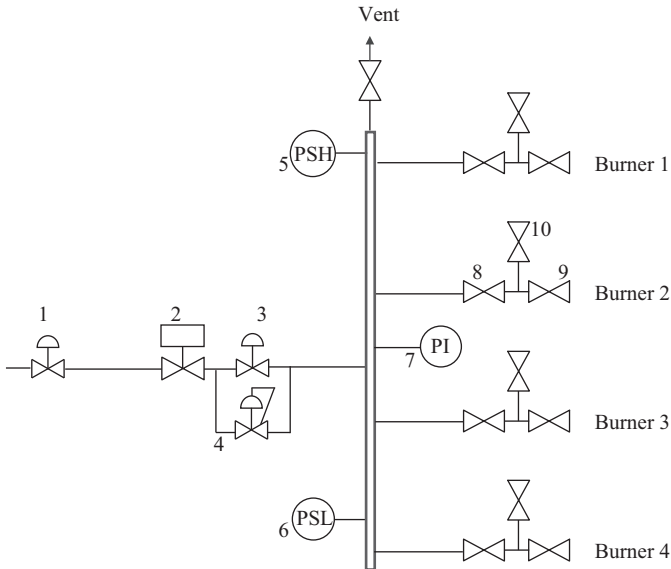 Vent
5
PSH
Burner 1
10
8
9
Burner 2
1
2
3
7
PI
4
Burner 3
6
PSL
Burner 4